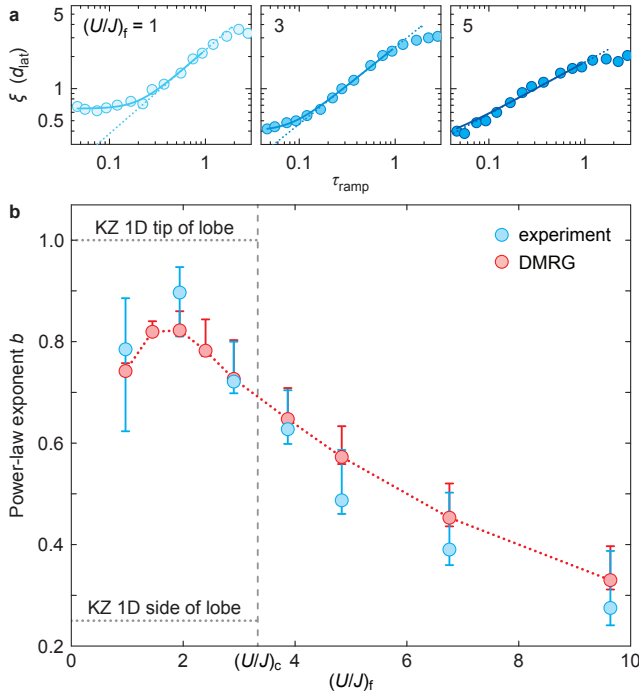 a
(U/J)f = 1
3
5
ξ (dlat)
5
1
0.5
0.1
1
0.1
1
0.1
1
τramp
b
KZ 1D tip of lobe
experiment
DMRG
Power-law exponent b
1.0
0.8
0.6
0.4
0.2
KZ 1D side of lobe
0
2
(U/J)c
4
6
8
10
(U/J)f